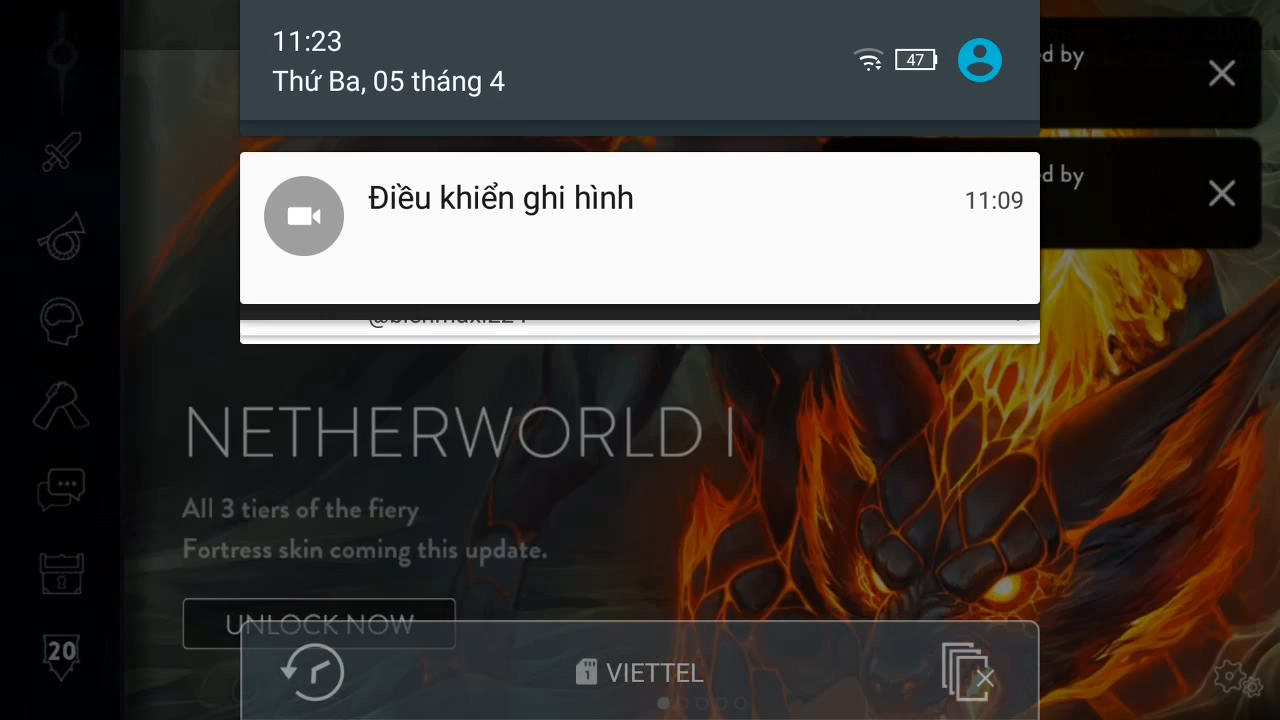 11:23
47
Thứ Ba, 05 tháng 4
d by
Điều khiển ghi hình
11:09
d by
NETHERWORLD I
All 3 tiers of the fiery
Fortress skin coming this update.
UNLOCK NOW
20
1 VIETTEL